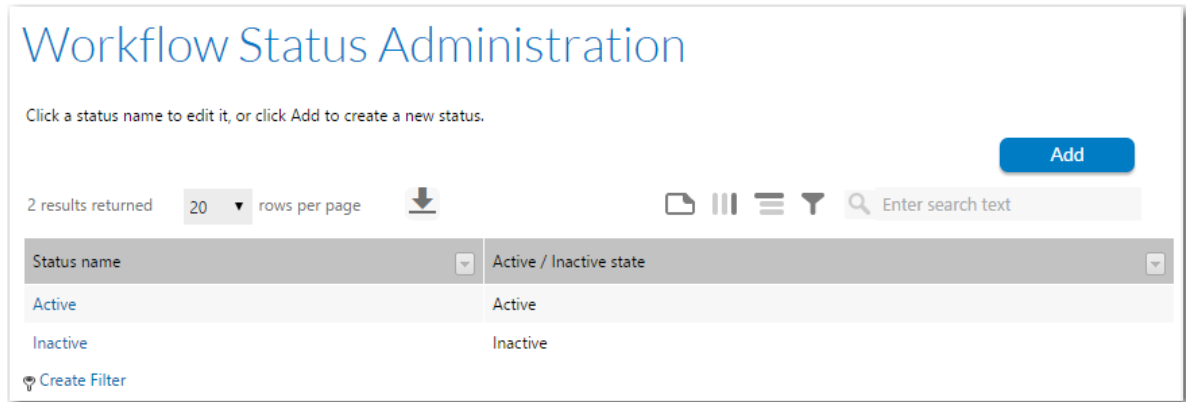 Workflow Status Administration
Click a status name to edit it, or click Add to create a new status.
Add
2 results returned 20 rows per page Enter search text
Status name Active / Inactive state
Active Active
Inactive Inactive
Create Filter